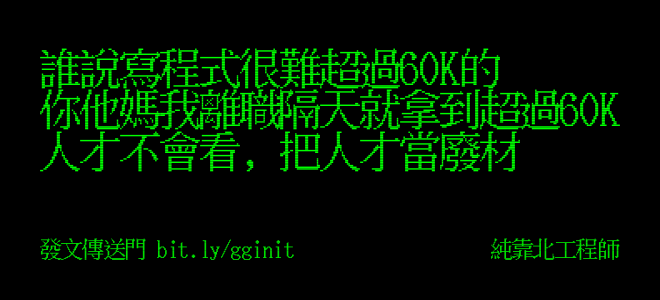 誰說寫程式很難超過60K的
你他媽我離職隔天就拿到超過60K
人才不會看，把人才當廢材
發文傳送門 bit.ly/gginit
純靠北工程師